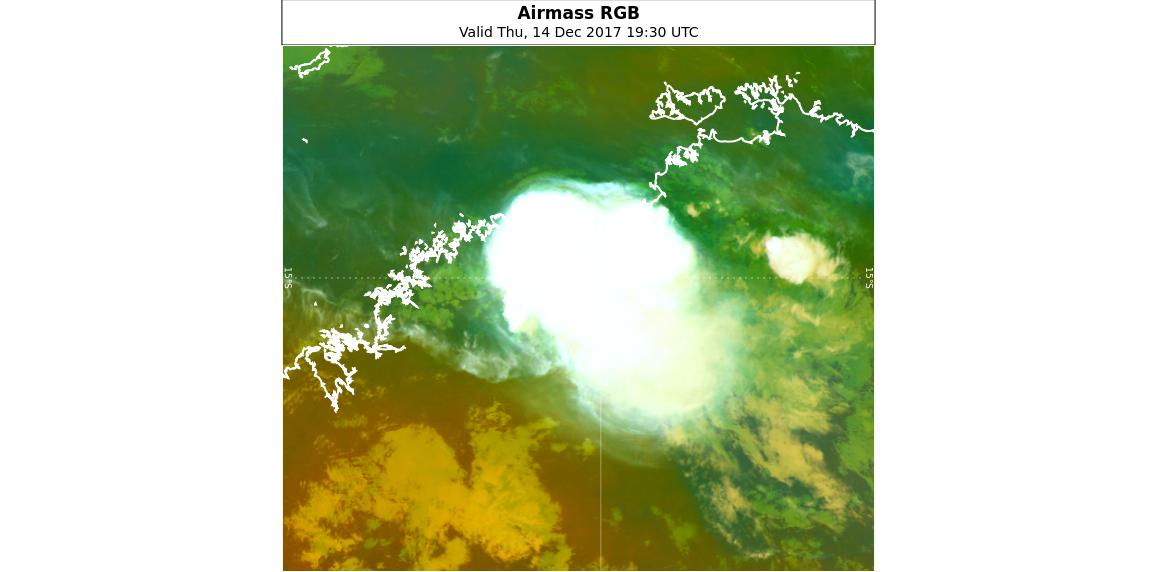 Airmass RGB
Valid Thu, 14 Dec 2017 19:30 UTC
15°S
15°S